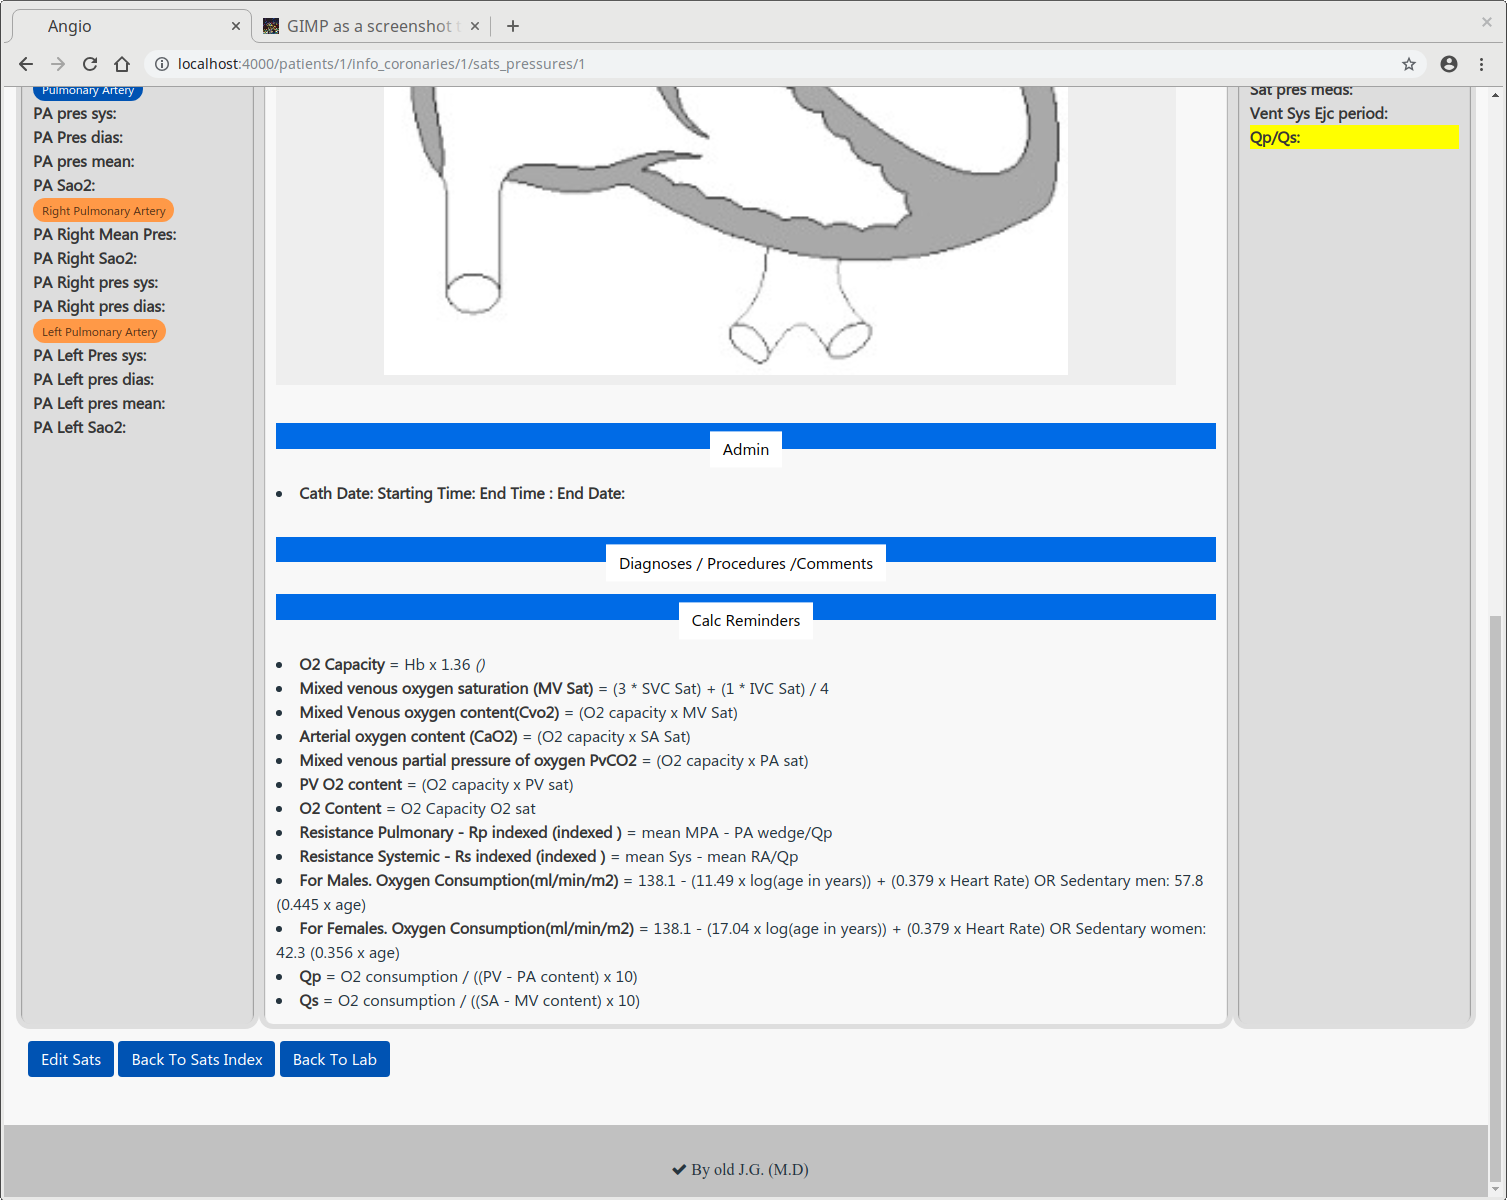 Angio
GIMP as a screenshot
localhost:4000/patients/1/info_coronaries/1/sats_pressures/1
Pulmonary Artery
PA pres sys:
PA Pres dias:
PA pres mean:
PA Sao2:
Right Pulmonary Artery
PA Right Mean Pres:
PA Right Sao2:
PA Right pres sys:
PA Right pres dias:
Left Pulmonary Artery
PA Left Pres sys:
PA Left pres dias:
PA Left pres mean:
PA Left Sao2:
Admin
• Cath Date: Starting Time: End Time : End Date:
Diagnoses / Procedures /Comments
Calc Reminders
• O2 Capacity = Hb x 1.36 ()
• Mixed venous oxygen saturation (MV Sat) = (3 * SVC Sat) + (1 * IVC Sat) / 4
• Mixed Venous oxygen content(Cvo2) = (O2 capacity x MV Sat)
• Arterial oxygen content (CaO2) = (O2 capacity x SA Sat)
• Mixed venous partial pressure of oxygen PvCO2 = (O2 capacity x PA sat)
• PV O2 content = (O2 capacity x PV sat)
• O2 Content = O2 Capacity O2 sat
• Resistance Pulmonary - Rp indexed (indexed ) = mean MPA - PA wedge/Qp
• Resistance Systemic - Rs indexed (indexed ) = mean Sys - mean RA/Qp
• For Males. Oxygen Consumption(ml/min/m2) = 138.1 - (11.49 x log(age in years)) + (0.379 x Heart Rate) OR Sedentary men: 57.8
(0.445 x age)
• For Females. Oxygen Consumption(ml/min/m2) = 138.1 - (17.04 x log(age in years)) + (0.379 x Heart Rate) OR Sedentary women:
42.3 (0.356 x age)
• Qp = O2 consumption / ((PV - PA content) x 10)
• Qs = O2 consumption / ((SA - MV content) x 10)
Sat pres meds:
Vent Sys Ejc period:
Qp/Qs:
Edit Sats
Back To Sats Index
Back To Lab
✔ By old J.G. (M.D)